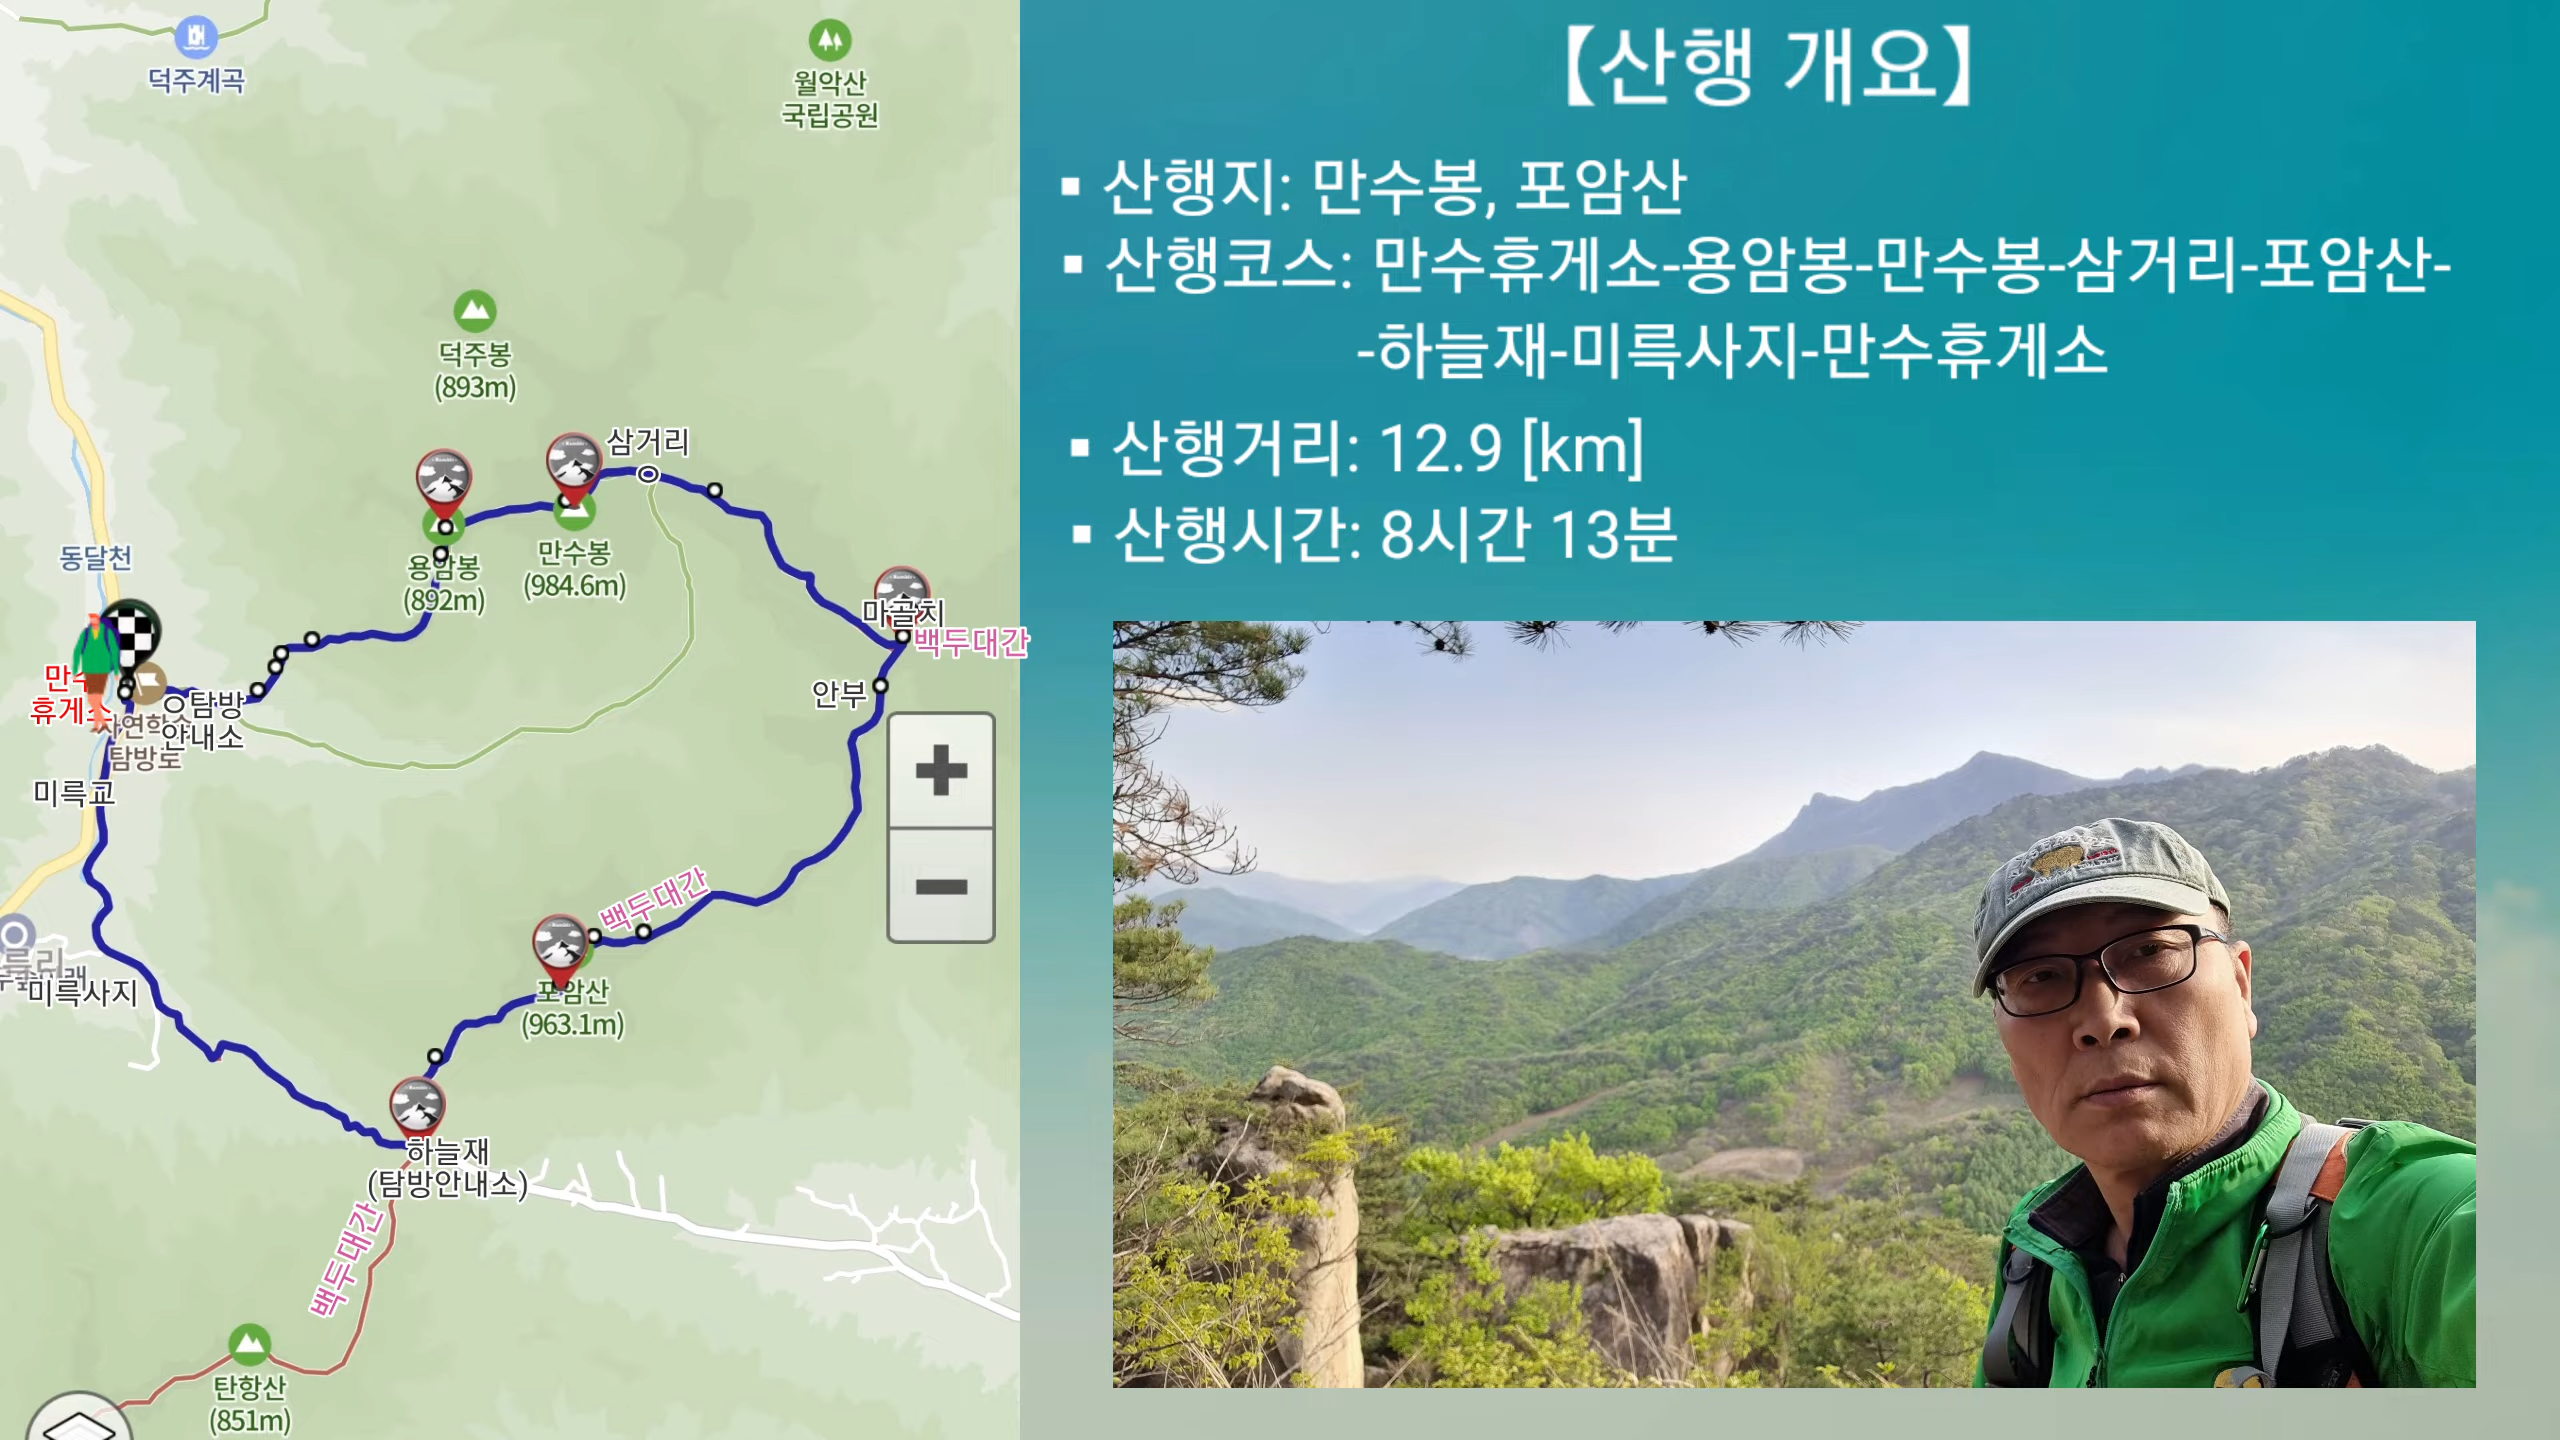 덕주계곡
월악산
국립공원
덕주봉
(893m)
삼거리
동달천
용암봉
(892m)
만수봉
(984.6m)
마골치
백두대간
안부
휴게소
탐방
안내소
탐방로
미륵교
백두대간
미륵사지
포암산
(963.1m)
하늘재
(탐방안내소)
백두대간
탄항산
(851m)
【산행 개요】
▪ 산행지: 만수봉, 포암산
▪ 산행코스: 만수휴게소-용암봉-만수봉-삼거리-포암산-
-하늘재-미륵사지-만수휴게소
▪ 산행거리: 12.9 [km]
▪ 산행시간: 8시간 13분